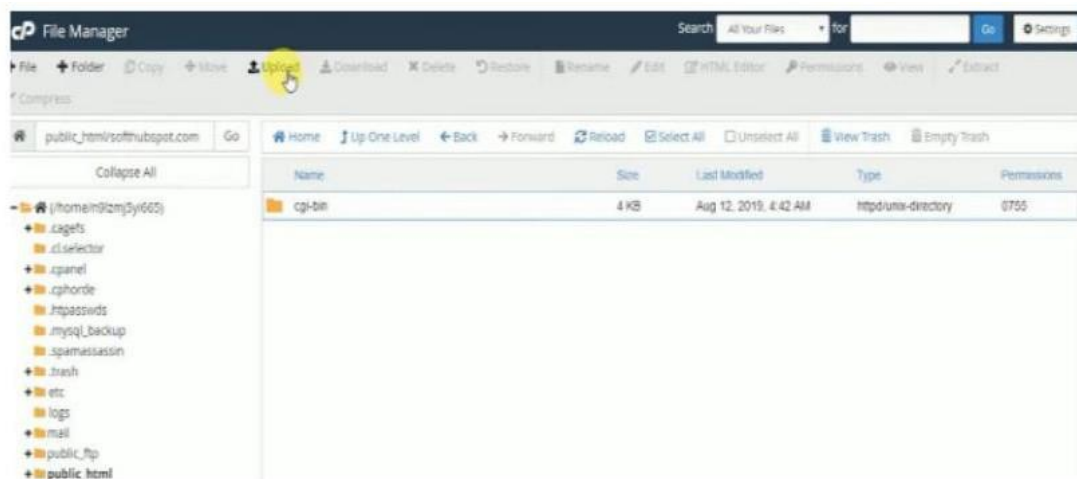 cP File Manager Search All Your Files for Go Settings
File Folder Copy Move Upload Download Delete Restore Rename Edit HTML Editor Permissions View Extract
Compress
public_html/softhubspot.com Go Home Up One Level Back Forward Reload Select All Unselect All View Trash Empty Trash
Collapse All Name Size Last Modified Type Permissions
cgi-bin 4 KB Aug 12, 2019, 4:42 AM httpd/unix-directory 0755
.cagefs
.cl.selector
.cpanel
.cphorde
.htpasswds
.mysql_backup
.spamassassin
.trash
etc
logs
mail
public_ftp
public_html